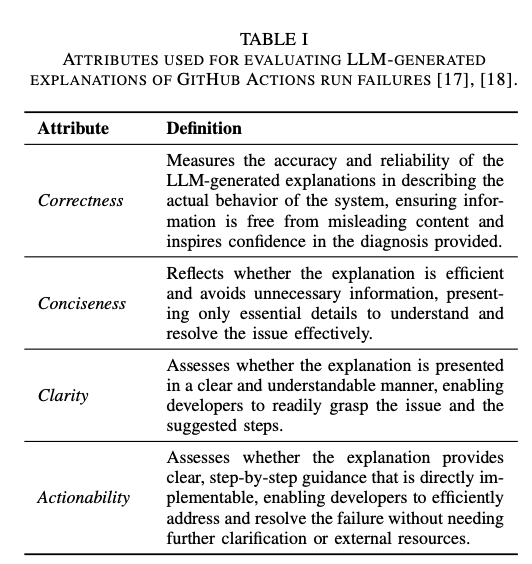 TABLE I
ATTRIBUTES USED FOR EVALUATING LLM-GENERATED
EXPLANATIONS OF GITHUB ACTIONS RUN FAILURES [17], [18].
Attribute Definition
Correctness
Measures the accuracy and reliability of the
LLM-generated explanations in describing the
actual behavior of the system, ensuring infor-
mation is free from misleading content and
inspires confidence in the diagnosis provided.
Conciseness
Reflects whether the explanation is efficient
and avoids unnecessary information, present-
ing only essential details to understand and
resolve the issue effectively.
Clarity
Assesses whether the explanation is presented
in a clear and understandable manner, enabling
developers to readily grasp the issue and the
suggested steps.
Actionability
Assesses whether the explanation provides
clear, step-by-step guidance that is directly im-
plementable, enabling developers to efficiently
address and resolve the failure without needing
further clarification or external resources.